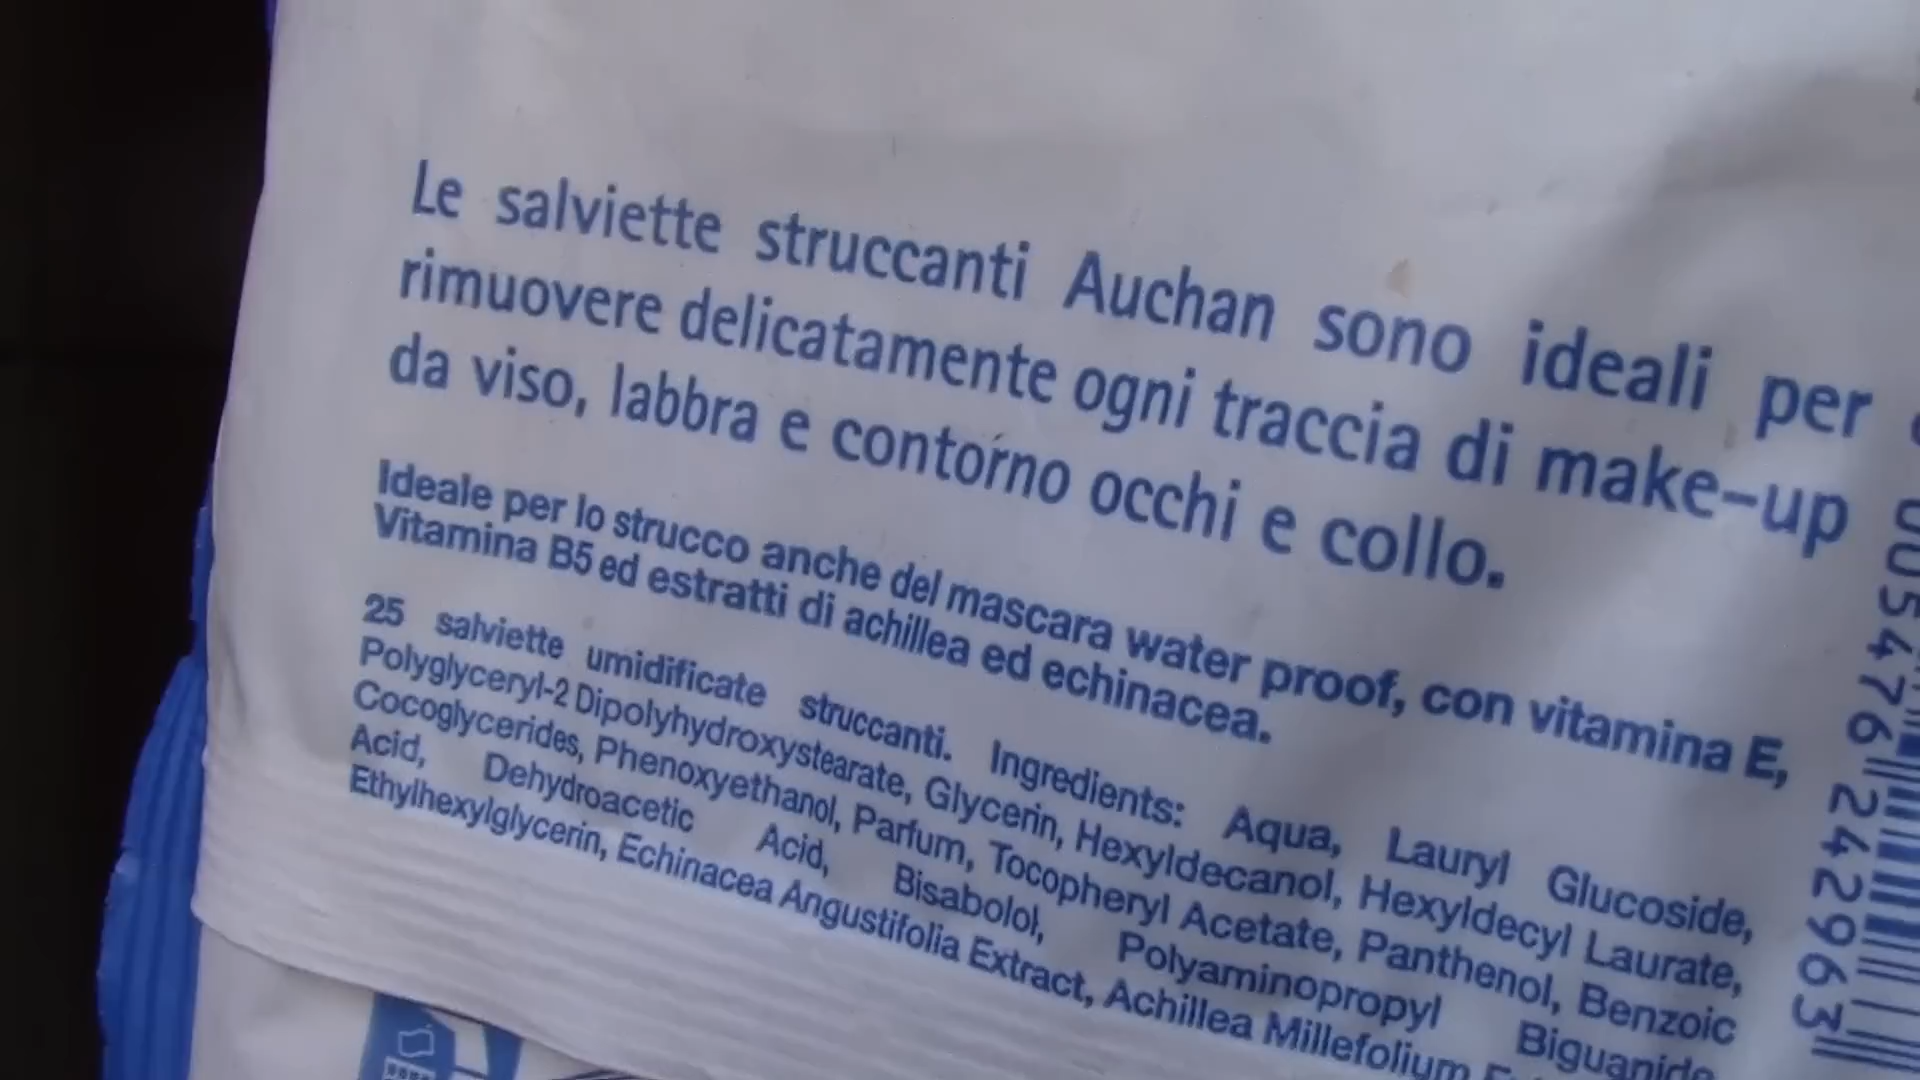 Le salviette struccanti Auchan sono ideali per
rimuovere delicatamente ogni traccia di make-up
da viso, labbra e contorno occhi e collo.
Ideale per lo strucco anche del mascara water proof, con vitamina E,
Vitamina B5 ed estratti di achillea ed echinacea.
25 salviette umidificate struccanti. Ingredients: Aqua, Lauryl Glucoside,
Polyglyceryl-2 Dipolyhydroxystearate, Glycerin, Hexyldecanol, Hexyldecyl Laurate,
Cocoglycerides, Phenoxyethanol, Parfum, Tocopheryl Acetate, Panthenol, Benzoic
Acid, Dehydroacetic Acid, Bisabolol, Polyaminopropyl Biguanide
Ethylhexylglycerin, Echinacea Angustifolia Extract, Achillea Millefolium
005476 242963